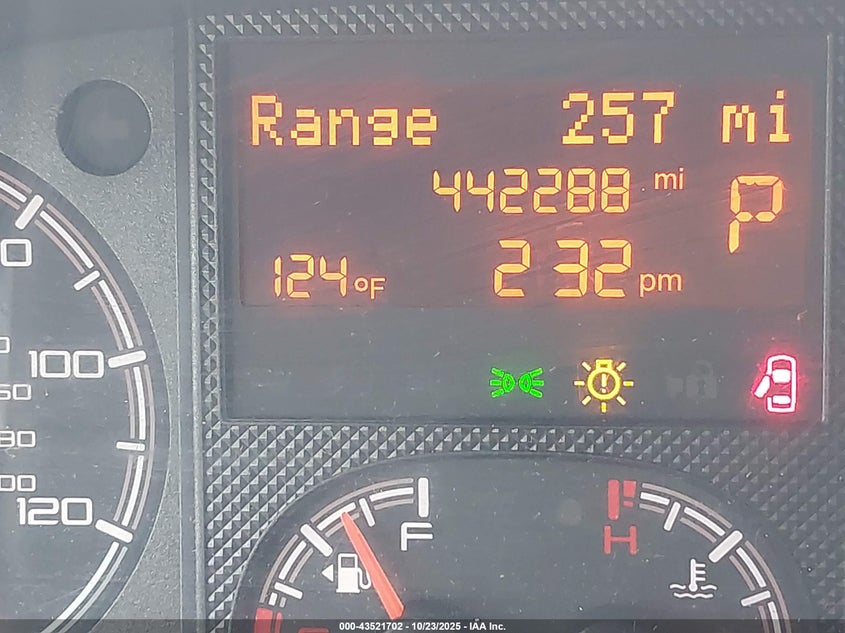 Range 257 mi
442288 mi
P
124°F 2 32 pm
100
120
F
H
000-43521702 - 10/23/2025 - IAA Inc.